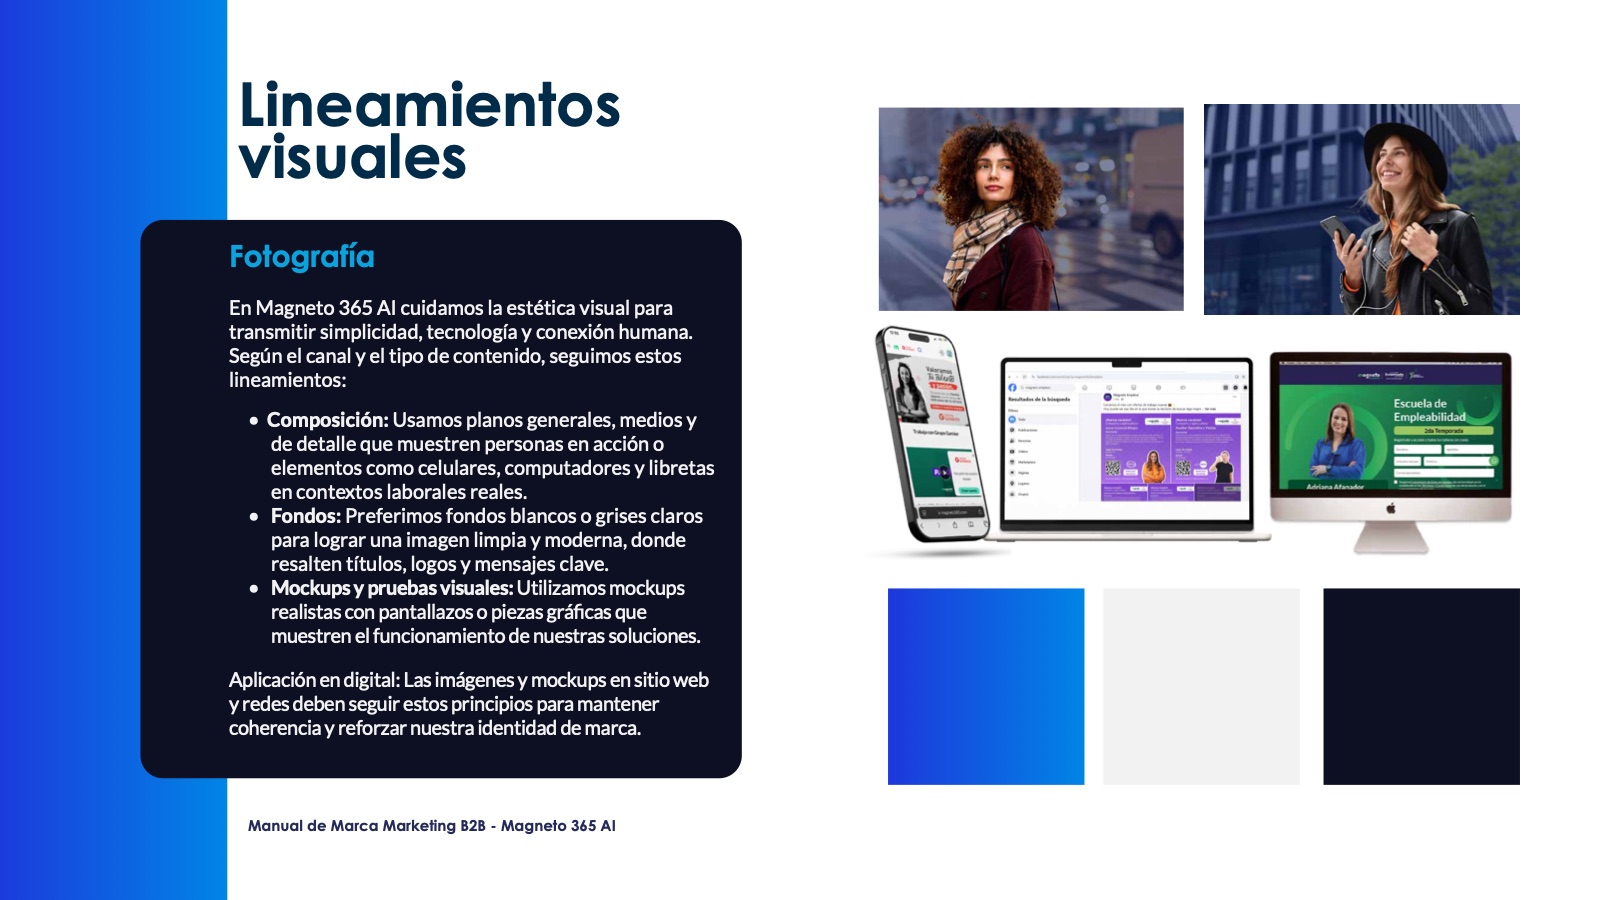 Lineamientos
visuales
Fotografía
En Magneto 365 AI cuidamos la estética visual para
transmitir simplicidad, tecnología y conexión humana.
Según el canal y el tipo de contenido, seguimos estos
lineamientos:
• Composición: Usamos planos generales, medios y
de detalle que muestren personas en acción o
elementos como celulares, computadores y libretas
en contextos laborales reales.
• Fondos: Preferimos fondos blancos o grises claros
para lograr una imagen limpia y moderna, donde
resalten títulos, logos y mensajes clave.
• Mockups y pruebas visuales: Utilizamos mockups
realistas con pantallazos o piezas gráficas que
muestren el funcionamiento de nuestras soluciones.
Aplicación en digital: Las imágenes y mockups en sitio web
y redes deben seguir estos principios para mantener
coherencia y reforzar nuestra identidad de marca.
Manual de Marca Marketing B2B - Magneto 365 AI
Resultados de la búsqueda
Escuela de
Empleabilidad
2da Temporada
Adriana Afanador